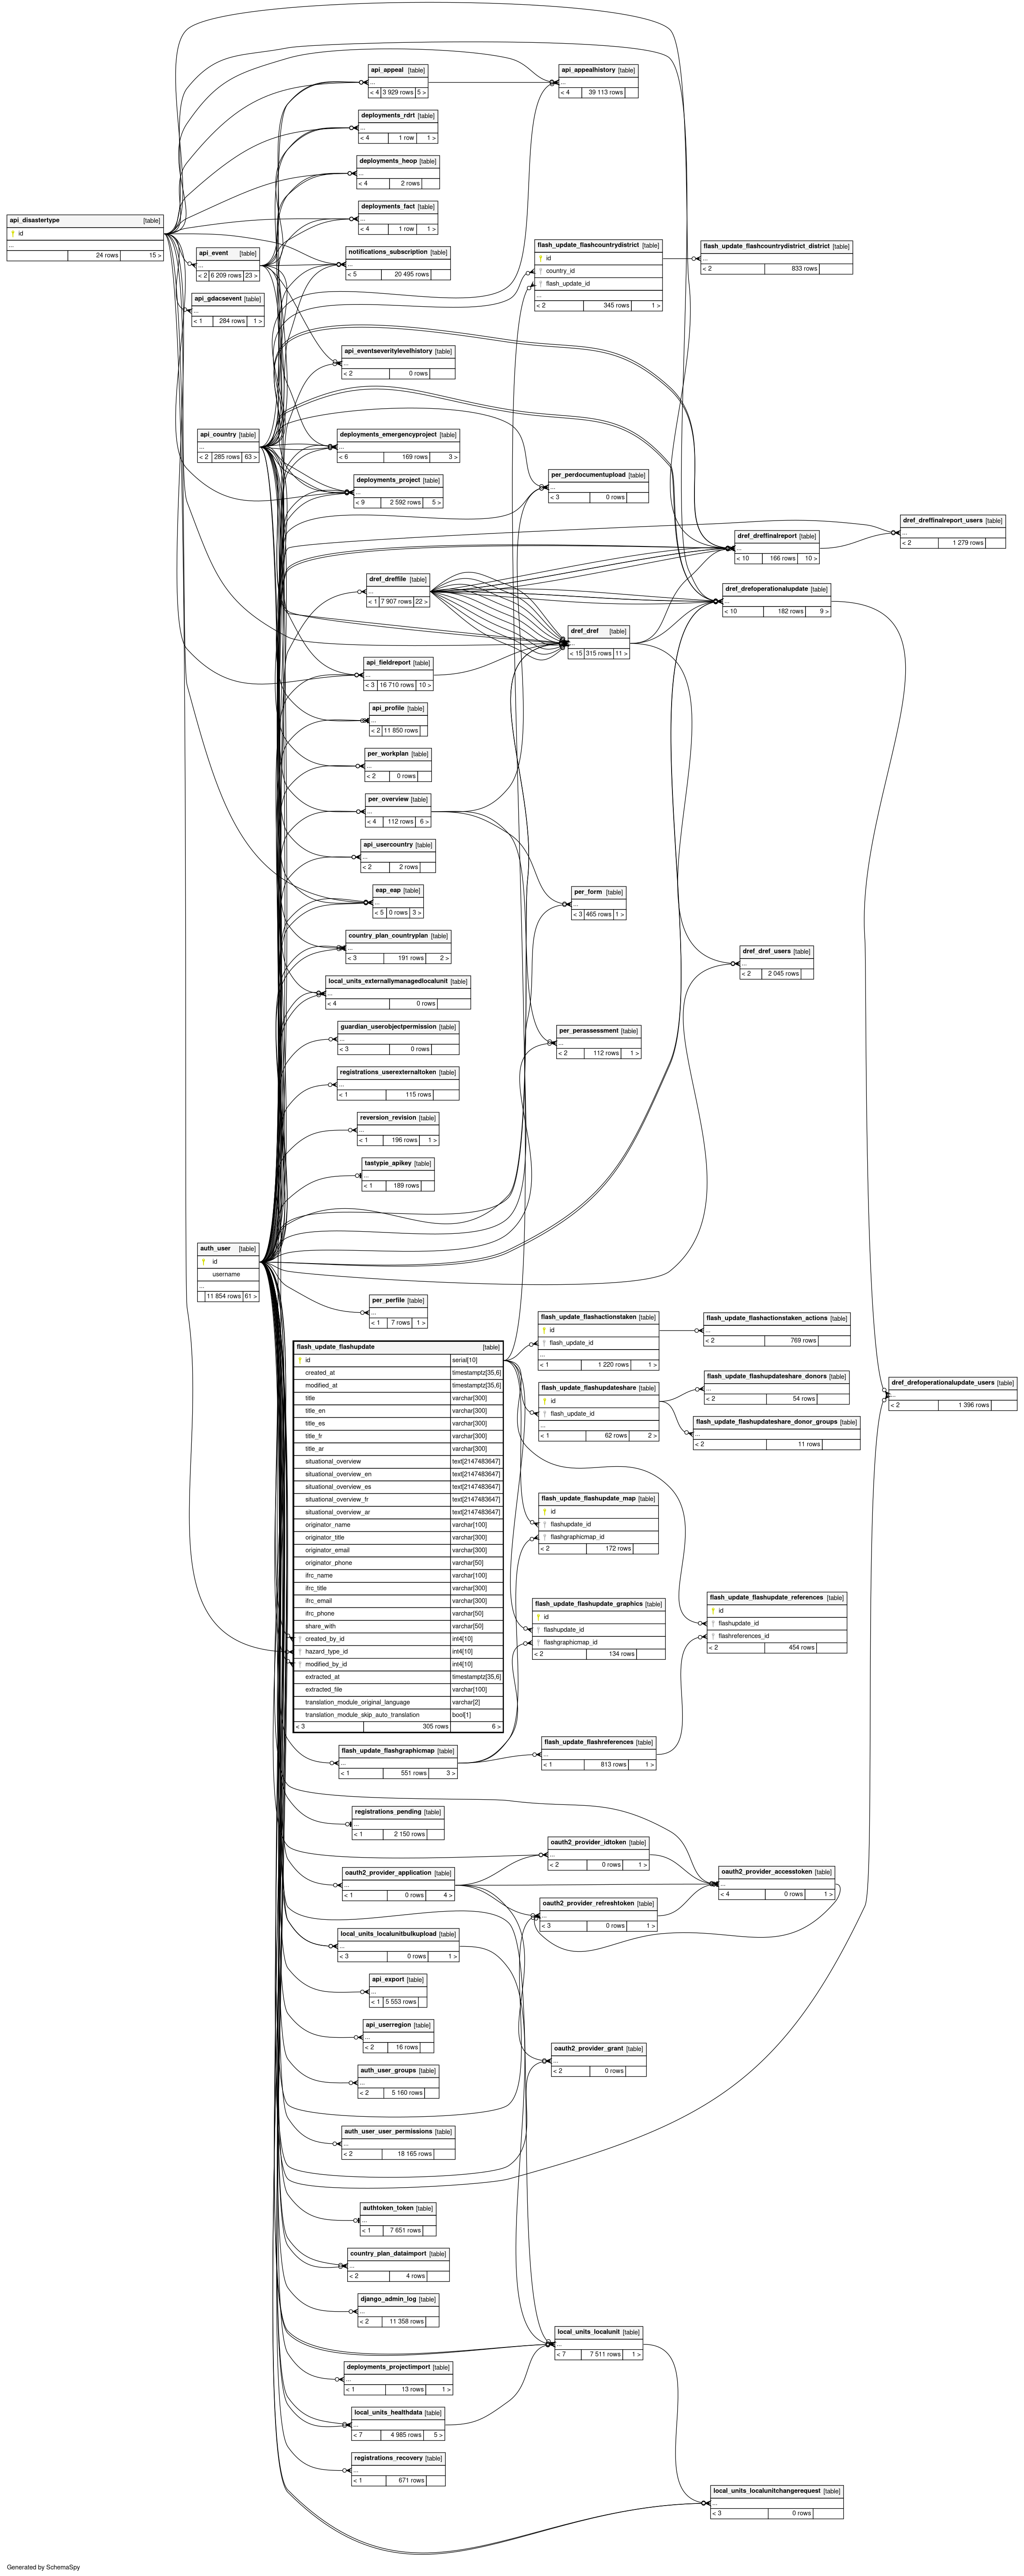 api_disastertype [table]
id
...
24 rows 15 >
api_event [table]
...
< 2 6 209 rows 23 >
api_gdacsevent [table]
...
< 1 284 rows 1 >
api_country [table]
...
< 2 285 rows 63 >
auth_user [table]
id
username
...
11 854 rows 61 >
api_appeal [table]
...
< 4 3 929 rows 5 >
deployments_rdrt [table]
...
< 4 1 row 1 >
deployments_heop [table]
...
< 4 2 rows
deployments_fact [table]
...
< 4 1 row 1 >
notifications_subscription [table]
...
< 5 20 495 rows
api_eventseveritylevelhistory [table]
...
< 2 0 rows
deployments_emergencyproject [table]
...
< 6 169 rows 3 >
deployments_project [table]
...
< 9 2 592 rows 5 >
dref_dreffile [table]
...
< 1 7 907 rows 22 >
api_fieldreport [table]
...
< 3 16 710 rows 10 >
api_profile [table]
...
< 2 11 850 rows
per_workplan [table]
...
< 2 0 rows
per_overview [table]
...
< 4 112 rows 6 >
api_usercountry [table]
...
< 2 2 rows
eap_eap [table]
...
< 5 0 rows 3 >
country_plan_countryplan [table]
...
< 3 191 rows 2 >
local_units_externallymanagedlocalunit [table]
...
< 4 0 rows
guardian_userobjectpermission [table]
...
< 3 0 rows
registrations_userexternaltoken [table]
...
< 1 115 rows
reversion_revision [table]
...
< 1 196 rows 1 >
tastypie_apikey [table]
...
< 1 189 rows
per_perfile [table]
...
< 1 7 rows 1 >
flash_update_flashupdate [table]
id serial[10]
created_at timestamptz[35,6]
modified_at timestamptz[35,6]
title varchar[300]
title_en varchar[300]
title_es varchar[300]
title_fr varchar[300]
title_ar varchar[300]
situational_overview text[2147483647]
situational_overview_en text[2147483647]
situational_overview_es text[2147483647]
situational_overview_fr text[2147483647]
situational_overview_ar text[2147483647]
originator_name varchar[100]
originator_title varchar[300]
originator_email varchar[300]
originator_phone varchar[50]
ifrc_name varchar[100]
ifrc_title varchar[300]
ifrc_email varchar[300]
ifrc_phone varchar[50]
share_with varchar[50]
created_by_id int4[10]
hazard_type_id int4[10]
modified_by_id int4[10]
extracted_at timestamptz[35,6]
extracted_file varchar[100]
translation_module_original_language varchar[2]
translation_module_skip_auto_translation bool[1]
< 3 305 rows 6 >
flash_update_flashgraphicmap [table]
...
< 1 551 rows 3 >
registrations_pending [table]
...
< 1 2 150 rows
oauth2_provider_application [table]
...
< 1 0 rows 4 >
local_units_localunitbulkupload [table]
...
< 3 0 rows 1 >
api_export [table]
...
< 1 5 553 rows
api_userregion [table]
...
< 2 16 rows
auth_user_groups [table]
...
< 2 5 160 rows
auth_user_user_permissions [table]
...
< 2 18 165 rows
authtoken_token [table]
...
< 1 7 651 rows
country_plan_dataimport [table]
...
< 2 4 rows
django_admin_log [table]
...
< 2 11 358 rows
deployments_projectimport [table]
...
< 1 13 rows 1 >
local_units_healthdata [table]
...
< 7 4 985 rows 5 >
registrations_recovery [table]
...
< 1 671 rows
api_appealhistory [table]
...
< 4 39 113 rows
flash_update_flashcountrydistrict [table]
id
country_id
flash_update_id
...
< 2 345 rows 1 >
per_perdocumentupload [table]
...
< 3 0 rows
dref_dref [table]
...
< 15 315 rows 11 >
per_form [table]
...
< 3 465 rows 1 >
per_perassessment [table]
...
< 2 112 rows 1 >
flash_update_flashactionstaken [table]
id
flash_update_id
...
< 1 1 220 rows 1 >
flash_update_flashupdateshare [table]
id
flash_update_id
...
< 1 62 rows 2 >
flash_update_flashupdate_map [table]
id
flashupdate_id
flashgraphicmap_id
< 2 172 rows
flash_update_flashupdate_graphics [table]
id
flashupdate_id
flashgraphicmap_id
< 2 134 rows
flash_update_flashreferences [table]
...
< 1 813 rows 1 >
oauth2_provider_idtoken [table]
...
< 2 0 rows 1 >
oauth2_provider_refreshtoken [table]
...
< 3 0 rows 1 >
oauth2_provider_grant [table]
...
< 2 0 rows
local_units_localunit [table]
...
< 7 7 511 rows 1 >
flash_update_flashcountrydistrict_district [table]
...
< 2 833 rows
dref_dreffinalreport [table]
...
< 10 166 rows 10 >
dref_drefoperationalupdate [table]
...
< 10 182 rows 9 >
dref_dref_users [table]
...
< 2 2 045 rows
flash_update_flashactionstaken_actions [table]
...
< 2 769 rows
flash_update_flashupdateshare_donors [table]
...
< 2 54 rows
flash_update_flashupdateshare_donor_groups [table]
...
< 2 11 rows
flash_update_flashupdate_references [table]
id
flashupdate_id
flashreferences_id
< 2 454 rows
oauth2_provider_accesstoken [table]
...
< 4 0 rows 1 >
local_units_localunitchangerequest [table]
...
< 3 0 rows
dref_dreffinalreport_users [table]
...
< 2 1 279 rows
dref_drefoperationalupdate_users [table]
...
< 2 1 396 rows
Generated by SchemaSpy